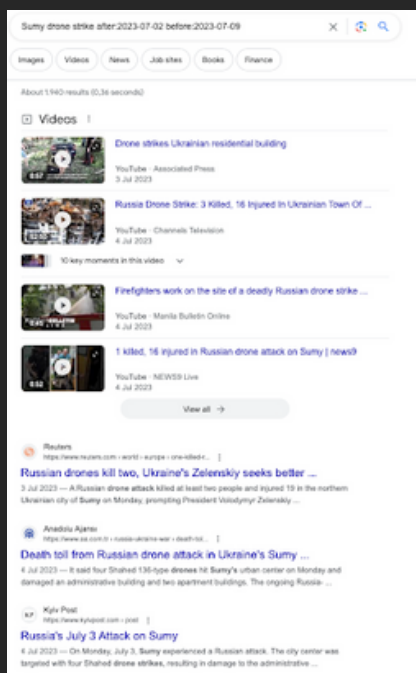 Sumy drone strike after:2023-07-02 before:2023-07-09
Images
Videos
News
Job sites
Books
Finance
About 1.940 results (0,36 seconds)
Videos
Drone strikes Ukrainian residential building
0:57
YouTube · Associated Press
3 Jul 2023
Russia Drone Strike: 3 Killed, 16 Injured In Ukrainian Town Of ...
YouTube · Channels Television
4 Jul 2023
10 key moments in this video
Firefighters work on the site of a deadly Russian drone strike ...
0:45
YouTube · Manila Bulletin Online
4 Jul 2023
1 killed, 16 injured in Russian drone attack on Sumy | news9
0:52
YouTube · NEWS9 Live
4 Jul 2023
View all
Reuters
https://www.reuters.com › world › europe › one-killed-r...
Russian drones kill two, Ukraine's Zelenskiy seeks better ...
3 Jul 2023 — A Russian drone attack killed at least two people and injured 19 in the northern
Ukrainian city of Sumy on Monday, prompting President Volodymyr Zelenskiy ...
Anadolu Ajansı
https://www.aa.com.tr › russia-ukraine-war › death-tol...
Death toll from Russian drone attack in Ukraine's Sumy ...
4 Jul 2023 — It said four Shahed 136-type drones hit Sumy's urban center on Monday and
damaged an administrative building and two apartment buildings. The ongoing Russia- ...
Kyiv Post
https://www.kyivpost.com › post
Russia's July 3 Attack on Sumy
4 Jul 2023 — On Monday, July 3, Sumy experienced a Russian attack. The city center was
targeted with four Shahed drone strikes, resulting in damage to the administrative ...